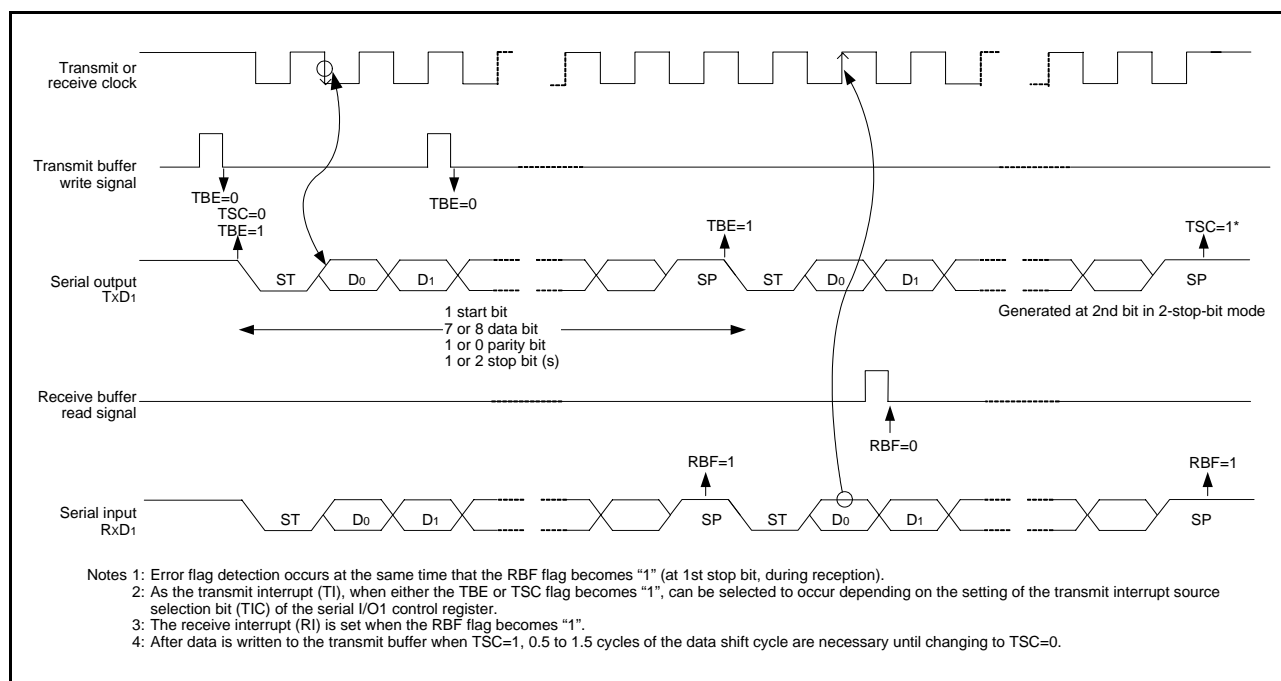 Transmit or
receive clock
Transmit buffer
write signal
TBE=0
TSC=0
TBE=1
TBE=0
TBE=1
TSC=1*
Serial output
TxD1
ST
D0
D1
SP
ST
D0
D1
SP
1 start bit
7 or 8 data bit
1 or 0 parity bit
1 or 2 stop bit (s)
Generated at 2nd bit in 2-stop-bit mode
Receive buffer
read signal
RBF=0
RBF=1
RBF=1
Serial input
RxD1
ST
D0
D1
SP
ST
D0
D1
SP
Notes 1: Error flag detection occurs at the same time that the RBF flag becomes “1” (at 1st stop bit, during reception).
2: As the transmit interrupt (TI), when either the TBE or TSC flag becomes “1”, can be selected to occur depending on the setting of the transmit interrupt source
selection bit (TIC) of the serial I/O1 control register.
3: The receive interrupt (RI) is set when the RBF flag becomes “1”.
4: After data is written to the transmit buffer when TSC=1, 0.5 to 1.5 cycles of the data shift cycle are necessary until changing to TSC=0.